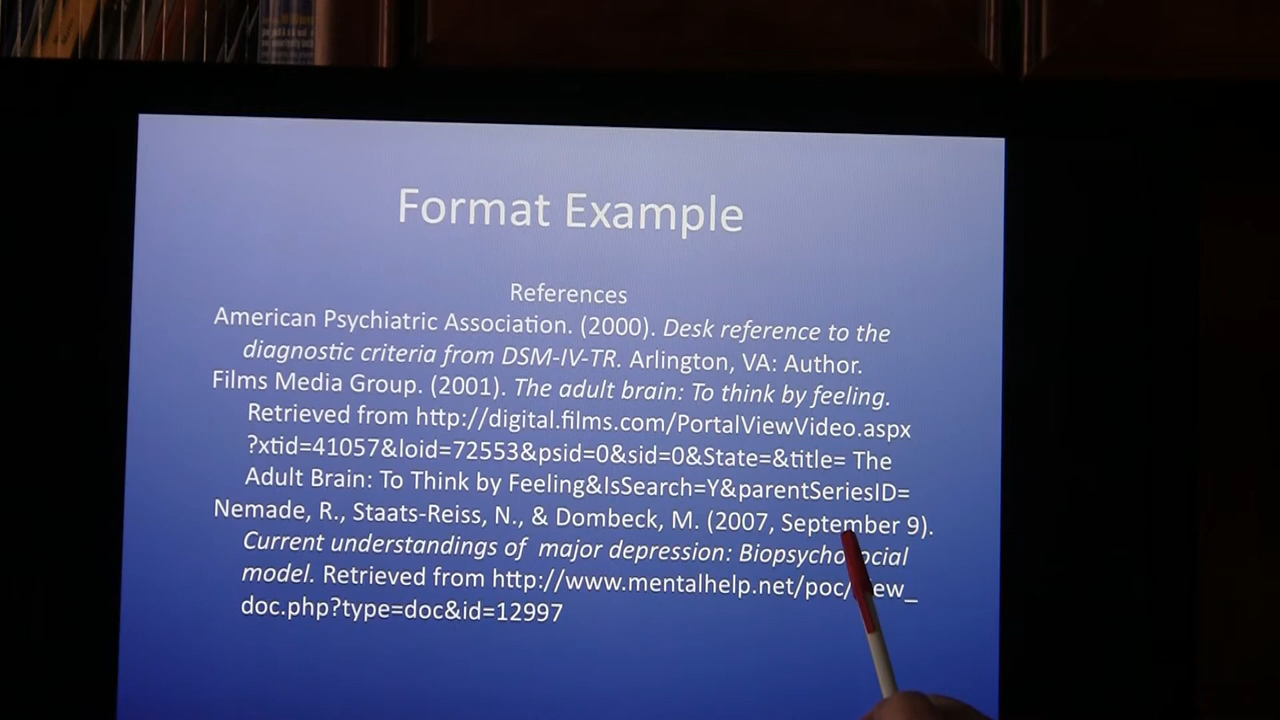 Format Example
References
American Psychiatric Association. (2000). Desk reference to the
diagnostic criteria from DSM-IV-TR. Arlington, VA: Author.
Films Media Group. (2001). The adult brain: To think by feeling.
Retrieved from http://digital.films.com/PortalViewVideo.aspx
?xtid=41057&loid=72553&psid=0&sid=0&State=&title= The
Adult Brain: To Think by Feeling&IsSearch=Y&parentSeriesID=
Nemade, R., Staats-Reiss, N., & Dombeck, M. (2007, September 9).
Current understandings of major depression: Biopsychosocial
model. Retrieved from http://www.mentalhelp.net/poc/view_
doc.php?type=doc&id=12997